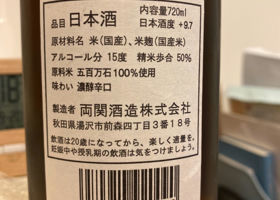 内容量720ml
品目 日本酒 日本酒度 +9.7
原材料名 米(国産)、米麹(国産米)
アルコール分 15度 精米歩合 50%
原料米 五百万石100%使用
味わい 濃醇辛口
製造者 両関酒造株式会社
秋田県湯沢市前森四丁目3番18号
飲酒は20歳になってから。楽しく適量を。
妊娠中や授乳期の飲酒は気をつけましょう。